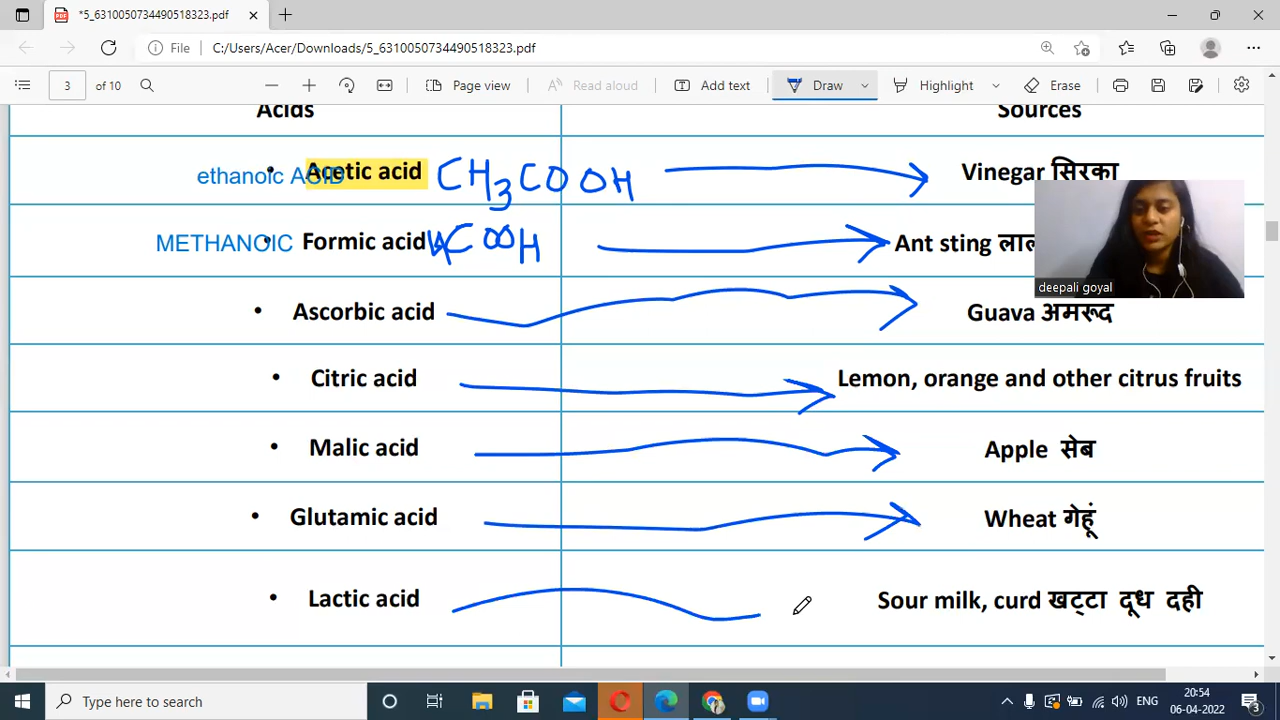 *5_6310050734490518323.pdf
File C:/Users/Acer/Downloads/5_6310050734490518323.pdf
3 of 10 Page view Read aloud Add text Draw Highlight Erase
Acids Sources
ethanoic ACID Acetic acid CH3COOH Vinegar सिरका
METHANOIC Formic acid HCOOH Ant sting
deepali goyal
Ascorbic acid Guava अमरूद
Citric acid Lemon, orange and other citrus fruits
Malic acid Apple सेब
Glutamic acid Wheat गेहूं
Lactic acid Sour milk, curd खट्टा दूध दही
Type here to search ENG 20:54
06-04-2022 3